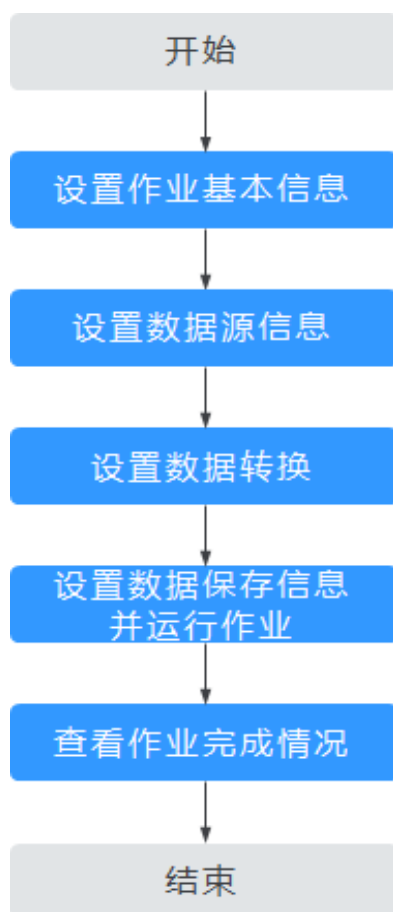 开始
设置作业基本信息
设置数据源信息
设置数据转换
设置数据保存信息
并运行作业
查看作业完成情况
结束